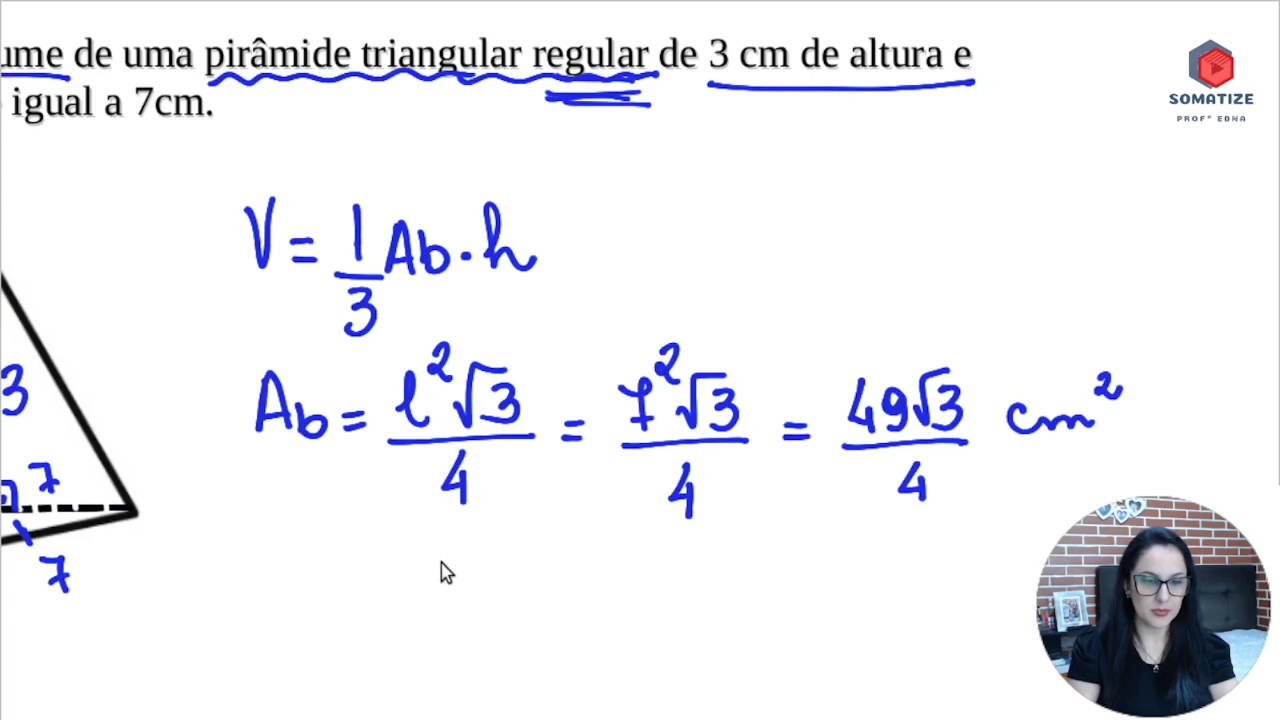 ume de uma pirâmide triangular regular de 3 cm de altura e
igual a 7cm.
SOMATIZE
PROFª EDNA
V = 1/3 Ab · h
3
Ab = l²√3/4 = 7²√3/4 = 49√3/4 cm²
7
7